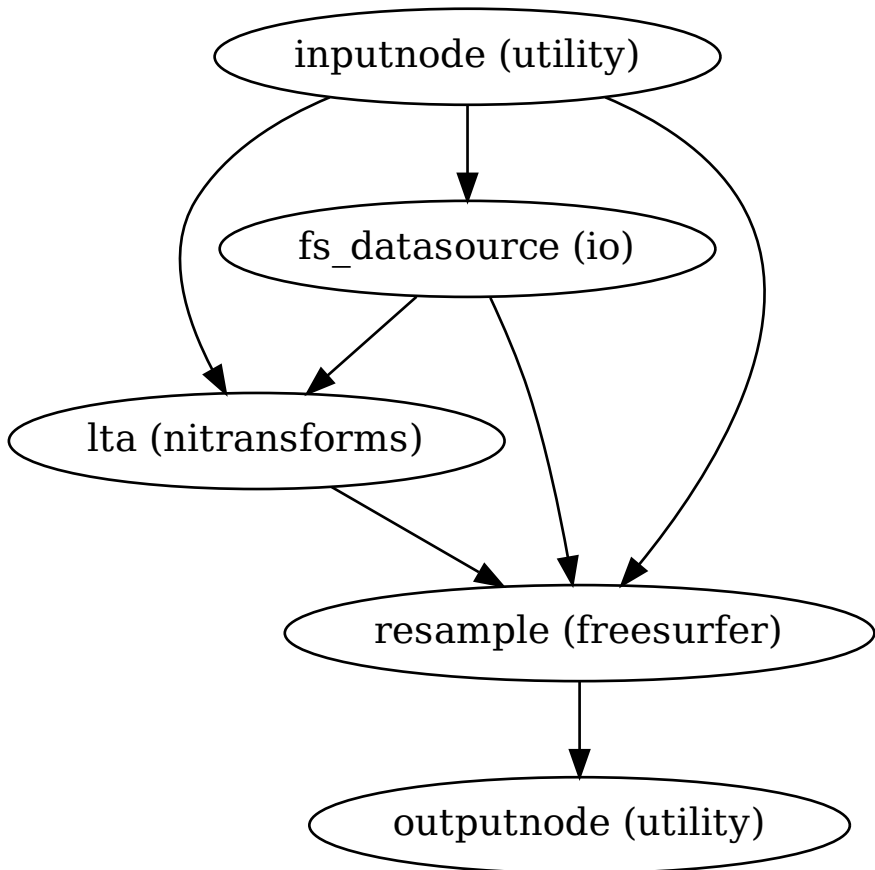 inputnode (utility)
fs_datasource (io)
lta (nitransforms)
resample (freesurfer)
outputnode (utility)